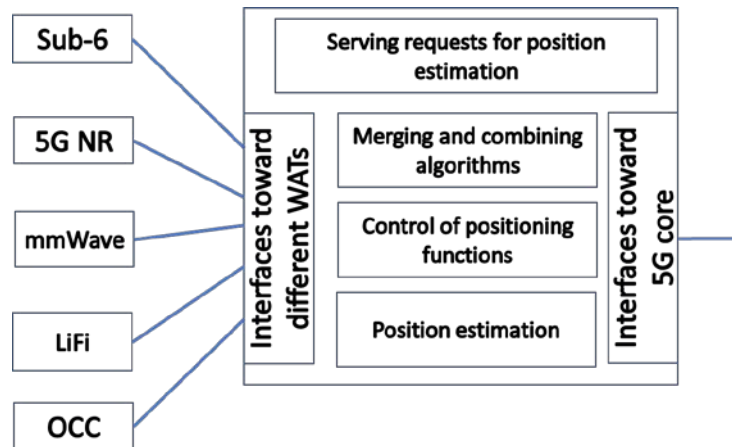 Sub-6
5G NR
mmWave
LiFi
OCC
Interfaces toward
different WATs
Serving requests for position
estimation
Merging and combining
algorithms
Control of positioning
functions
Position estimation
Interfaces toward
5G core